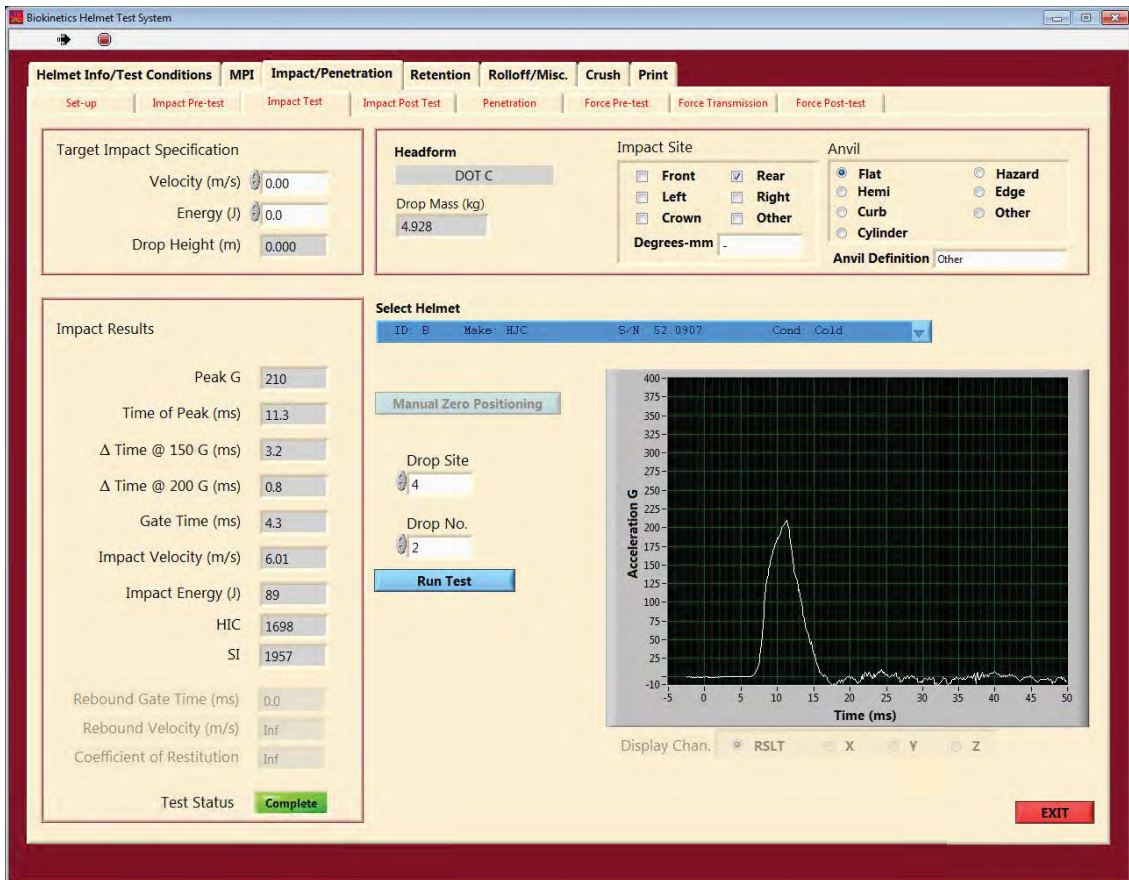 Biokinetics Helmet Test System
Helmet Info/Test Conditions MPI Impact/Penetration Retention Rolloff/Misc. Crush Print
Set-up Impact Pre-test Impact Test Impact Post Test Penetration Force Pre-test Force Transmission Force Post-test
Target Impact Specification
Velocity (m/s) 0.00
Energy (J) 0.0
Drop Height (m) 0.000
Headform
DOT C
Drop Mass (kg)
4.928
Impact Site
Front Rear
Left Right
Crown Other
Degrees-mm -
Anvil
Flat Hazard
Hemi Edge
Curb Other
Cylinder
Anvil Definition Other
Select Helmet
ID: B Make: HJC S/N: 52 0907 Cond: Cold
Impact Results
Peak G 210
Time of Peak (ms) 11.3
Δ Time @ 150 G (ms) 3.2
Δ Time @ 200 G (ms) 0.8
Gate Time (ms) 4.3
Impact Velocity (m/s) 6.01
Impact Energy (J) 89
HIC 1698
SI 1957
Rebound Gate Time (ms) 0.0
Rebound Velocity (m/s) Inf
Coefficient of Restitution Inf
Test Status Complete
Manual Zero Positioning
Drop Site
4
Drop No.
2
Run Test
Acceleration G
400
375
350
325
300
275
250
225
200
175
150
125
100
75
50
25
-10
-5 0 5 10 15 20 25 30 35 40 45 50
Time (ms)
Display Chan. RSLT X Y Z
EXIT